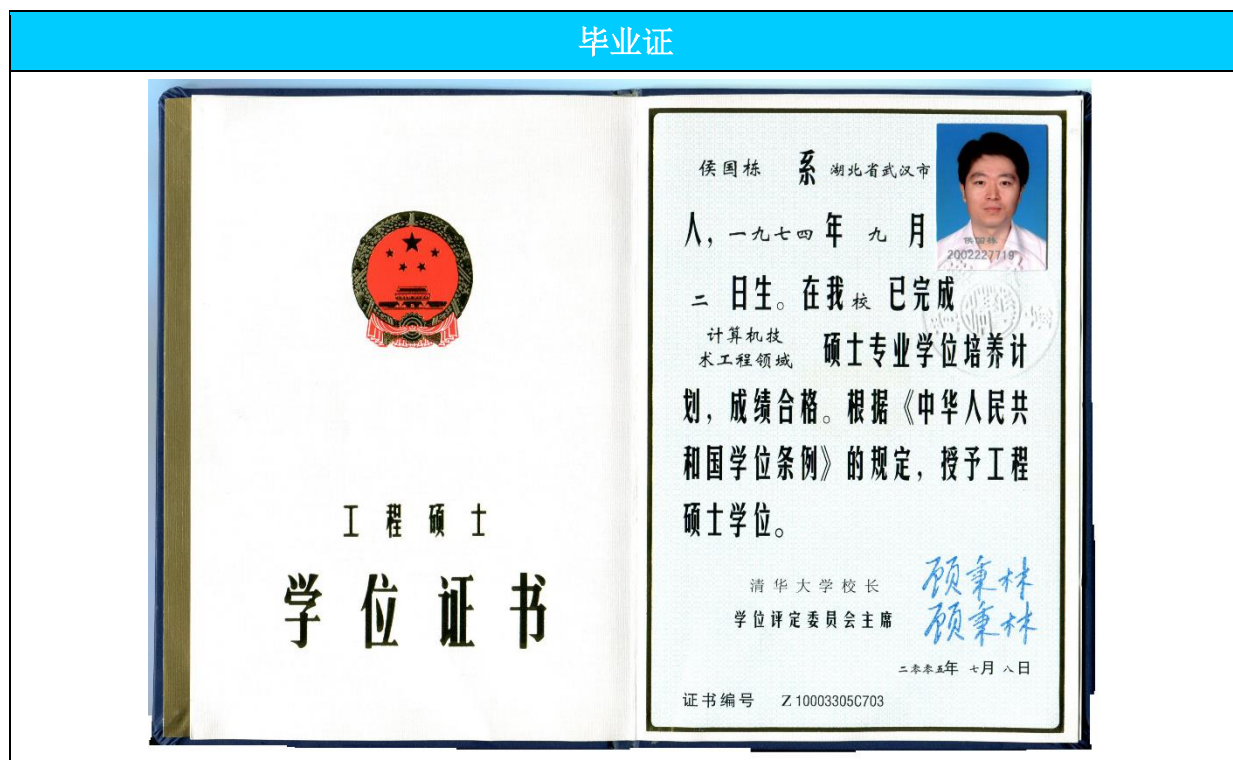 毕业证
工程硕士
学位证书
侯国栋 系 湖北省武汉市
人，一九七四年 九 月
二 日生。在我校已完成
计算机技
术工程领域 硕士专业学位培养计
划，成绩合格。根据《中华人民共
和国学位条例》的规定，授予工程
硕士学位。
侯国栋
2002227719
清华大学校长 顾秉林
学位评定委员会主席 顾秉林
二零零五年 七月 八日
证书编号 Z 10003305C703